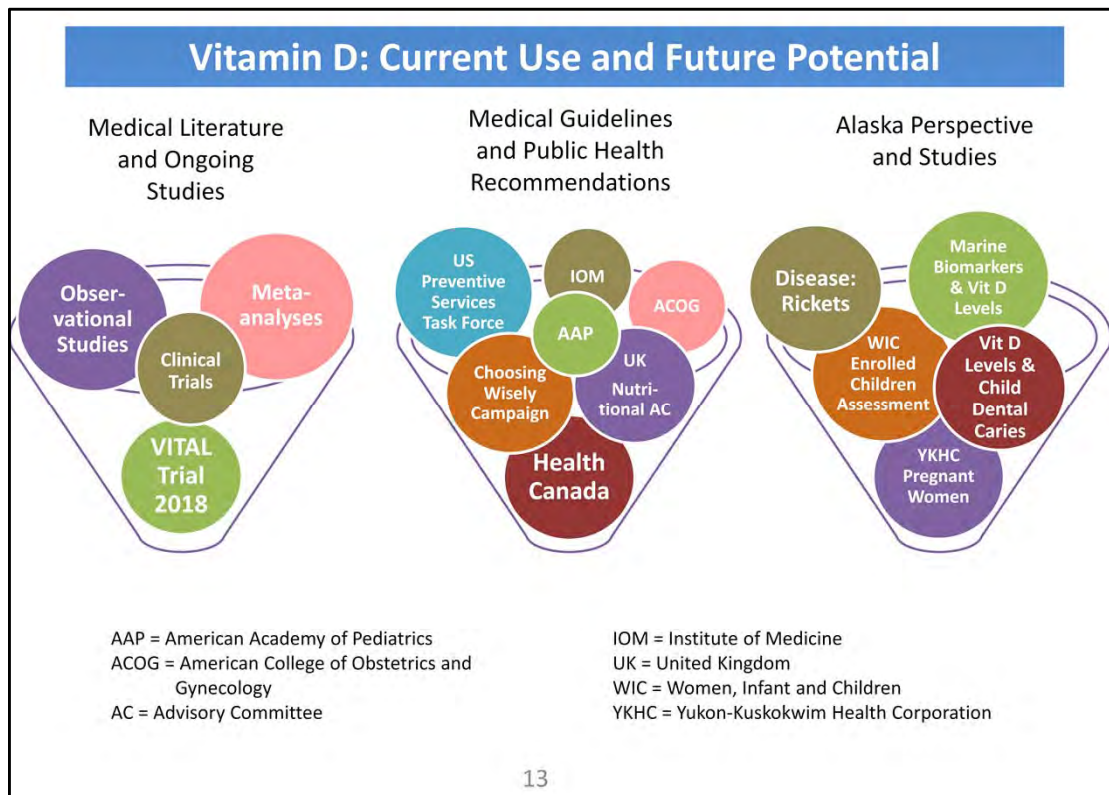 Vitamin D: Current Use and Future Potential
Medical Literature
and Ongoing
Studies
Medical Guidelines
and Public Health
Recommendations
Alaska Perspective
and Studies
Obser-
vational
Studies
Meta-
analyses
Clinical
Trials
VITAL
Trial
2018
US
Preventive
Services
Task Force
IOM
ACOG
AAP
Choosing
Wisely
Campaign
UK
Nutri-
tional AC
Health
Canada
Disease:
Rickets
Marine
Biomarkers
& Vit D
Levels
WIC
Enrolled
Children
Assessment
Vit D
Levels &
Child
Dental
Caries
YKHC
Pregnant
Women
AAP = American Academy of Pediatrics
ACOG = American College of Obstetrics and
Gynecology
AC = Advisory Committee
IOM = Institute of Medicine
UK = United Kingdom
WIC = Women, Infant and Children
YKHC = Yukon-Kuskokwim Health Corporation
13